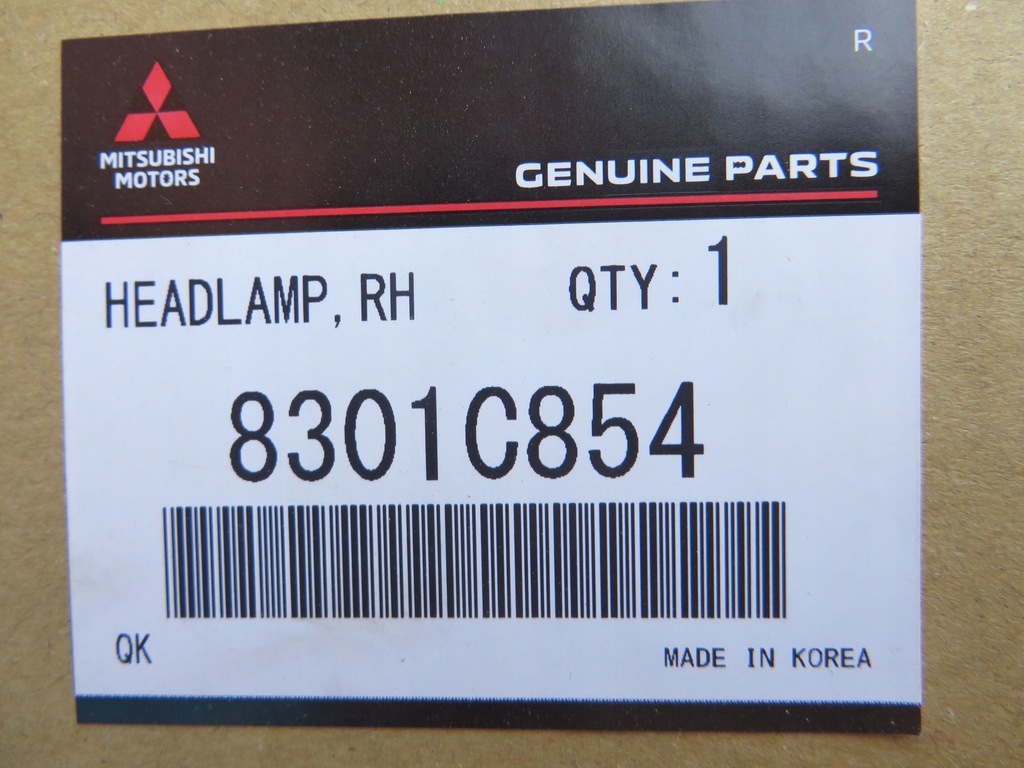 R
MITSUBISHI
MOTORS
GENUINE PARTS
HEADLAMP, RH QTY: 1
8301C854
QK MADE IN KOREA